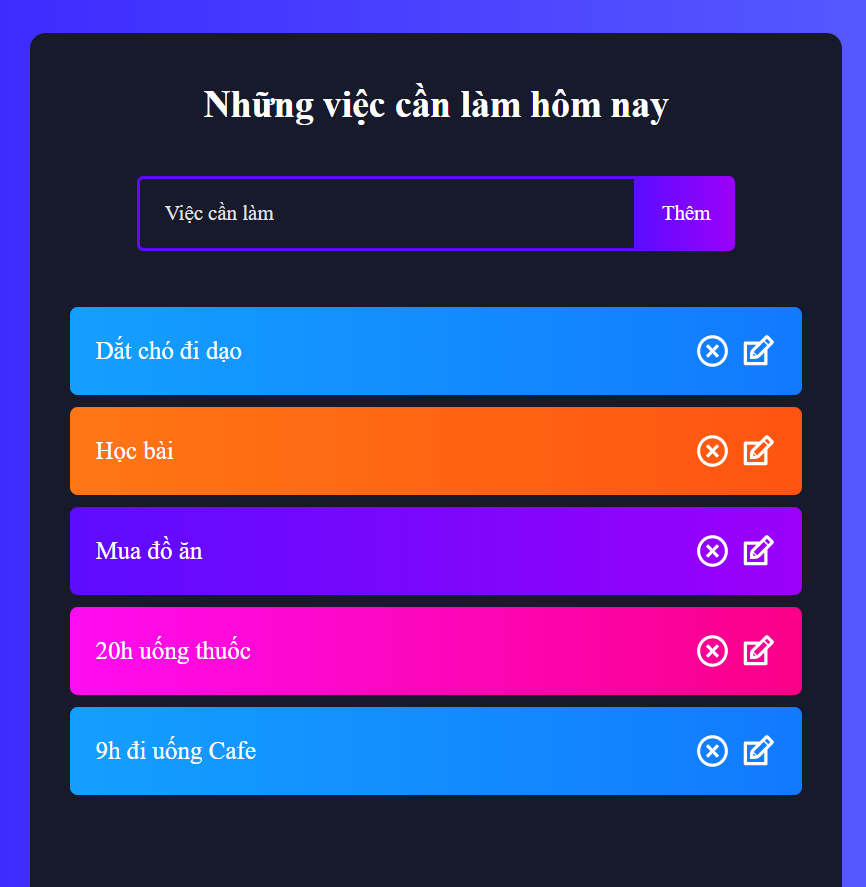 Những việc cần làm hôm nay
Việc cần làm
Thêm
Dắt chó đi dạo
Học bài
Mua đồ ăn
20h uống thuốc
9h đi uống Cafe